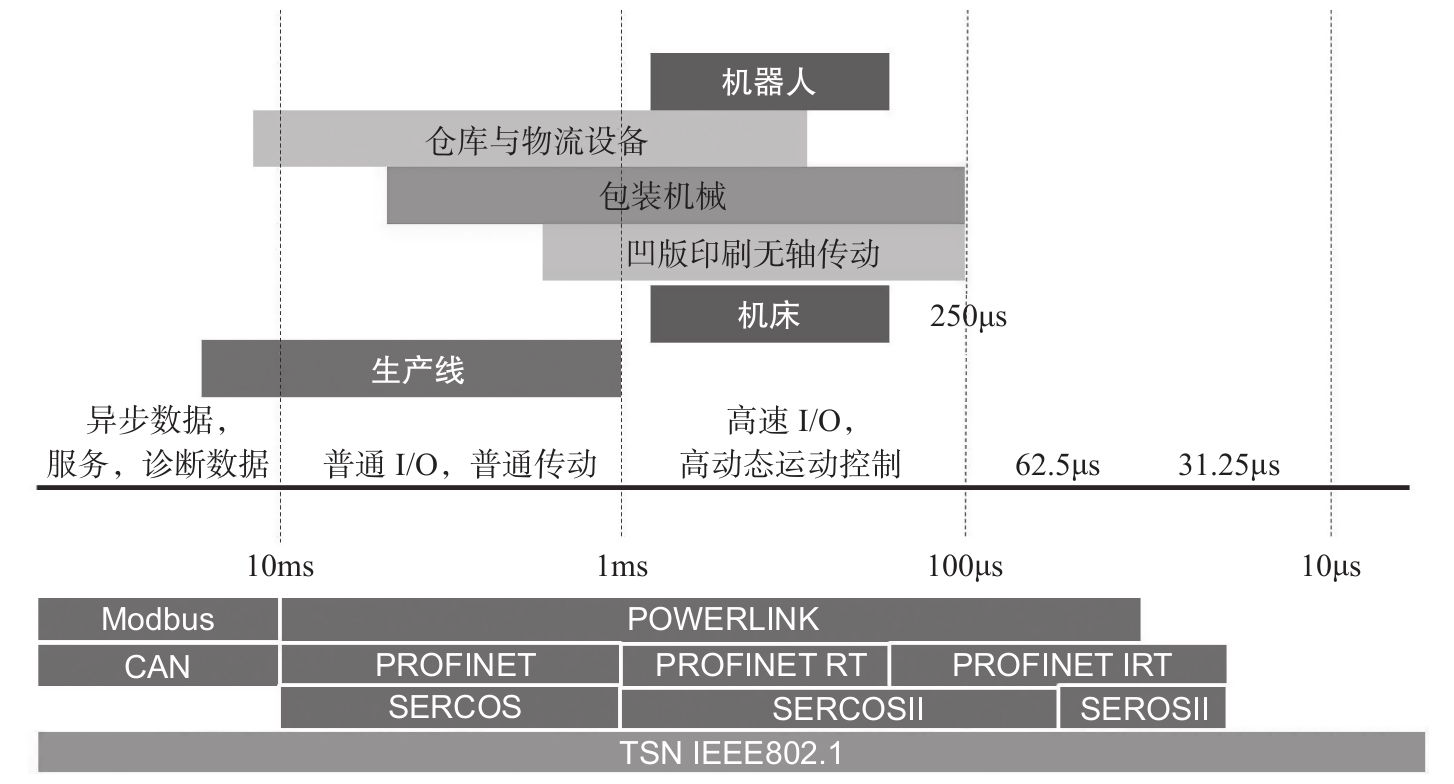 机器人
仓库与物流设备
包装机械
凹版印刷无轴传动
机床
250μs
生产线
异步数据，
服务，诊断数据
普通 I/O，普通传动
高速 I/O，
高动态运动控制
62.5μs
31.25μs
10ms
1ms
100μs
10μs
Modbus
POWERLINK
CAN
PROFINET
PROFINET RT
PROFINET IRT
SERCOS
SERCOSII
SEROSII
TSN IEEE802.1